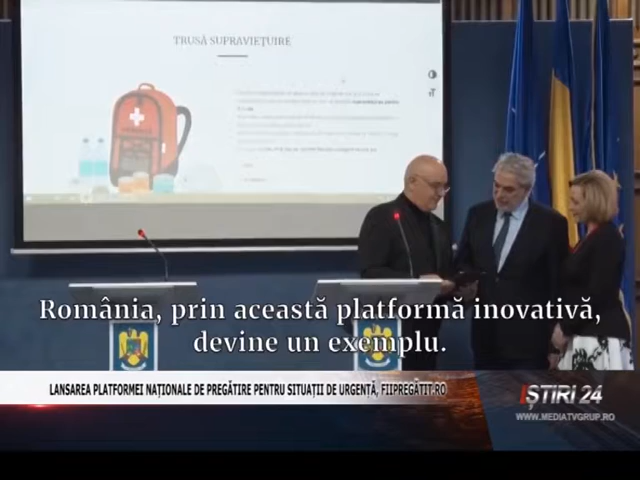 TRUSĂ SUPRAVIEȚUIRE
România, prin această platformă inovativă,
devine un exemplu.
LANSAREA PLATFORMEI NAȚIONALE DE PREGĂTIRE PENTRU SITUAȚII DE URGENȚĂ, FIIPREGĂTIT.RO
ȘTIRI 24
WWW.MEDIATVGRUP.RO